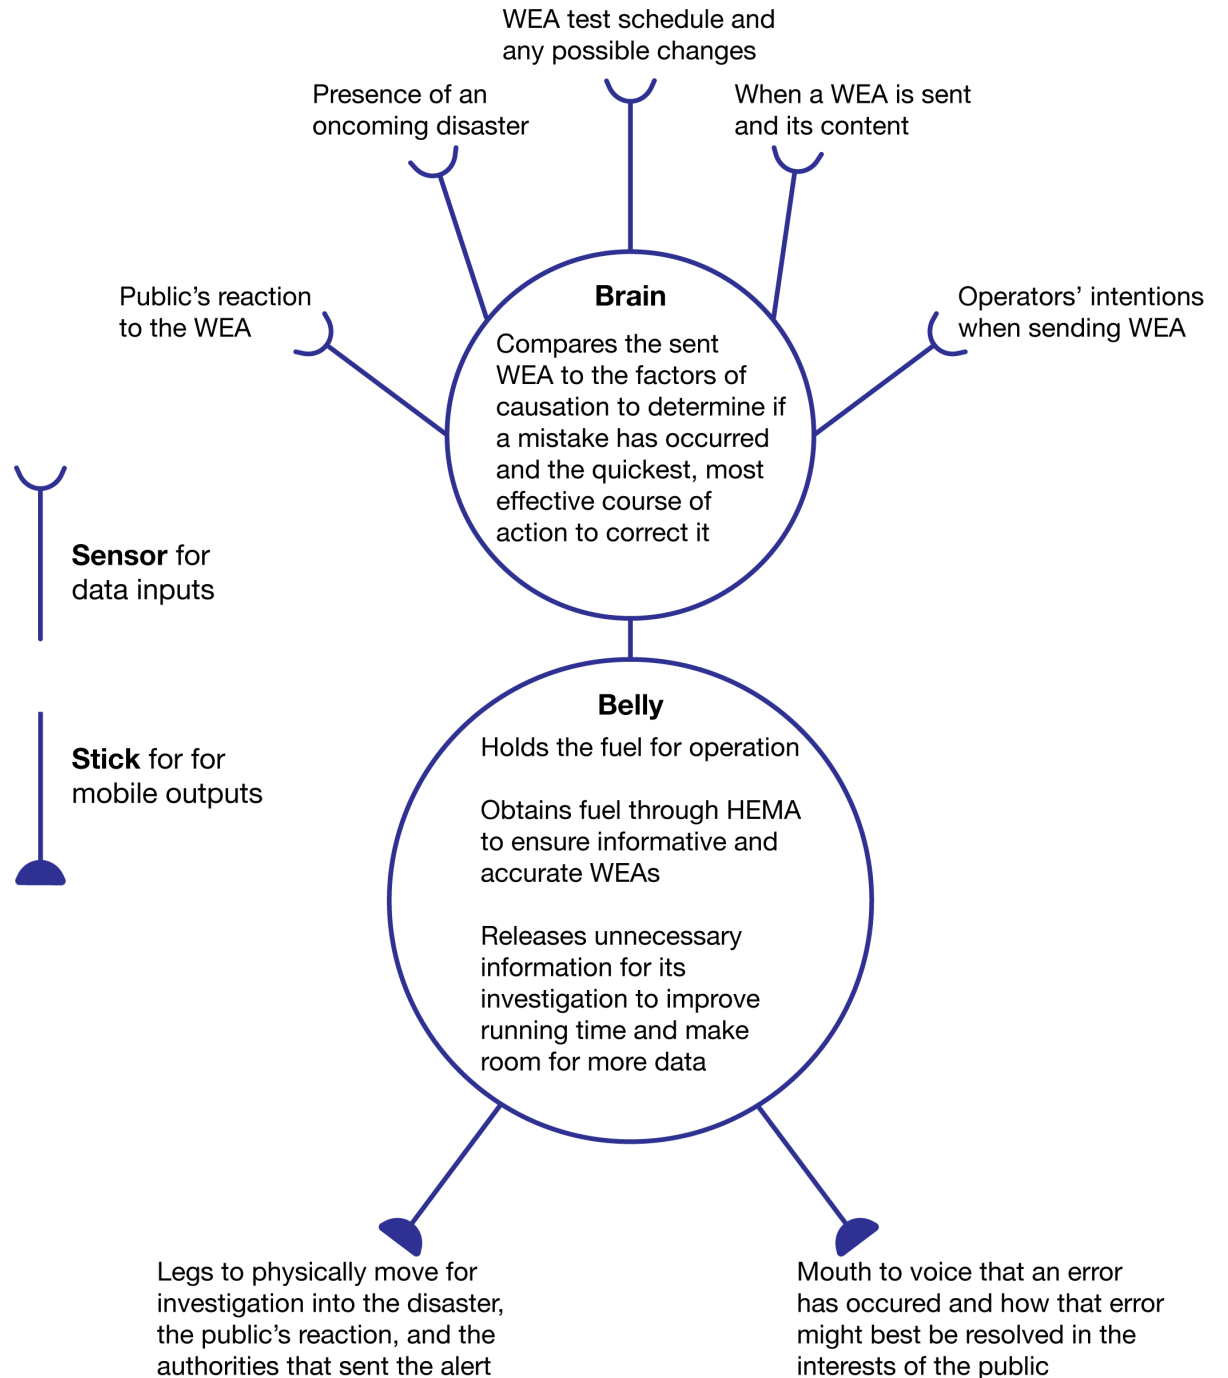 WEA test schedule and
any possible changes
Presence of an
oncoming disaster
When a WEA is sent
and its content
Public’s reaction
to the WEA
Operators’ intentions
when sending WEA
Brain
Compares the sent
WEA to the factors of
causation to determine if
a mistake has occurred
and the quickest, most
effective course of
action to correct it
Sensor for
data inputs
Stick for for
mobile outputs
Belly
Holds the fuel for operation
Obtains fuel through HEMA
to ensure informative and
accurate WEAs
Releases unnecessary
information for its
investigation to improve
running time and make
room for more data
Legs to physically move for
investigation into the disaster,
the public’s reaction, and the
authorities that sent the alert
Mouth to voice that an error
has occured and how that error
might best be resolved in the
interests of the public